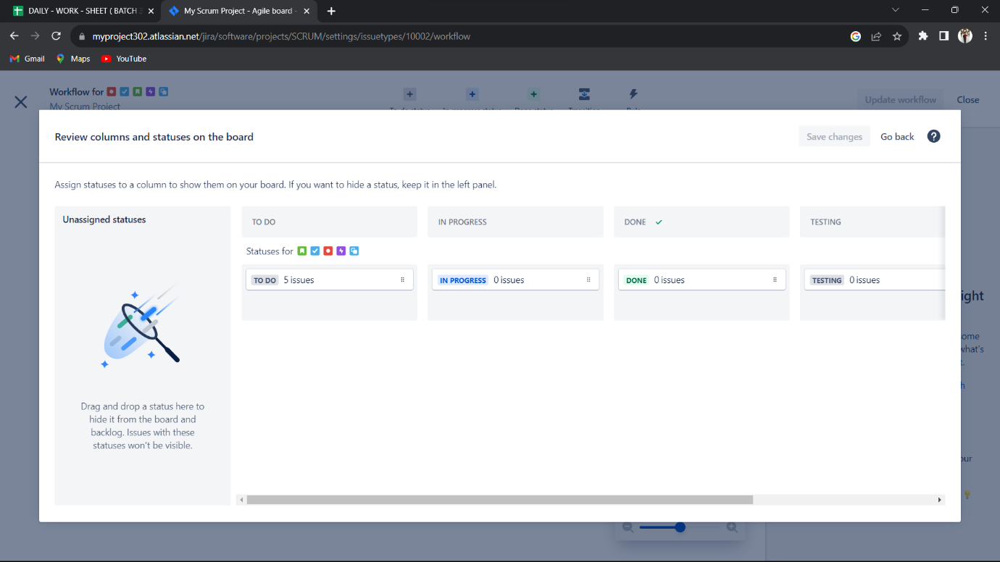 DAILY - WORK - SHEET ( BATCH 3
My Scrum Project - Agile board -
myproject302.atlassian.net/jira/software/projects/SCRUM/settings/issuetypes/10002/workflow
Gmail
Maps
YouTube
Workflow for
My Scrum Project
Update workflow
Close
Review columns and statuses on the board
Save changes
Go back
Assign statuses to a column to show them on your board. If you want to hide a status, keep it in the left panel.
Unassigned statuses
TO DO
IN PROGRESS
DONE
TESTING
Statuses for
TO DO 5 issues
IN PROGRESS 0 issues
DONE 0 issues
TESTING 0 issues
Drag and drop a status here to
hide it from the board and
backlog. Issues with these
statuses won't be visible.